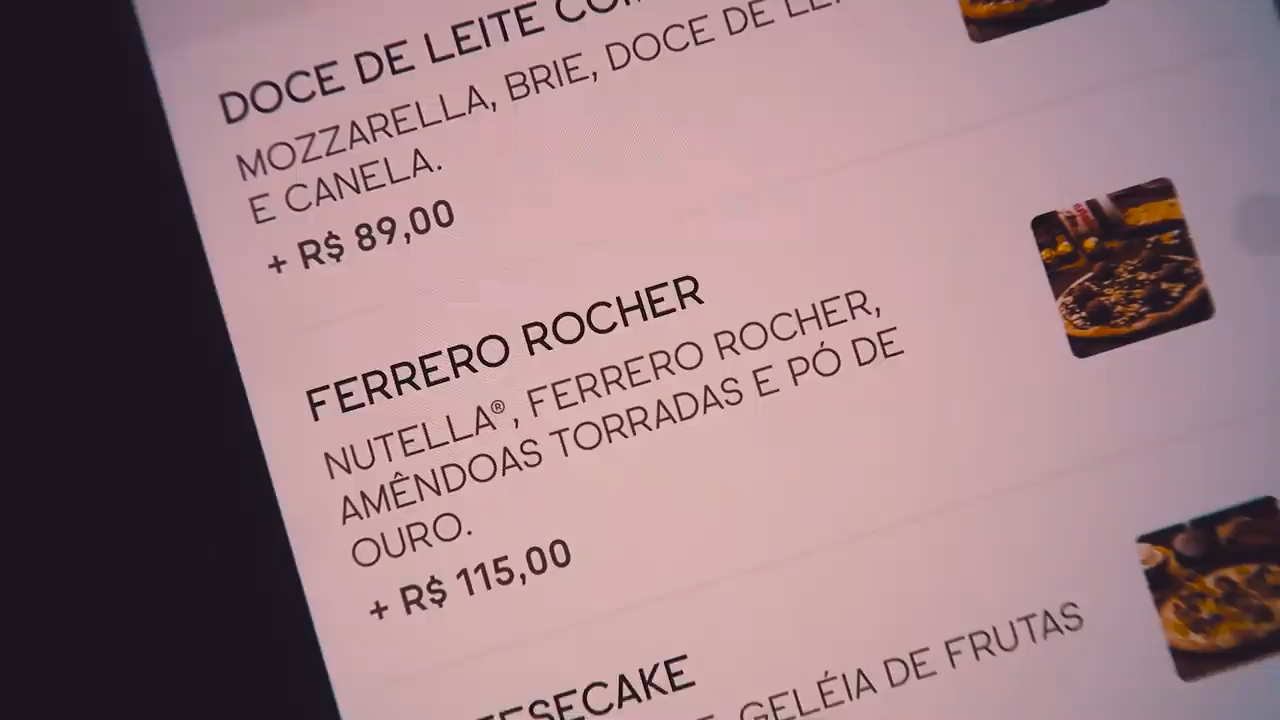 DOCE DE LEITE
MOZZARELLA, BRIE, DOCE DE
E CANELA.
+ R$ 89,00
FERRERO ROCHER
NUTELLA®, FERRERO ROCHER,
AMÊNDOAS TORRADAS E PÓ DE
OURO.
+ R$ 115,00
GELÉIA DE FRUTAS